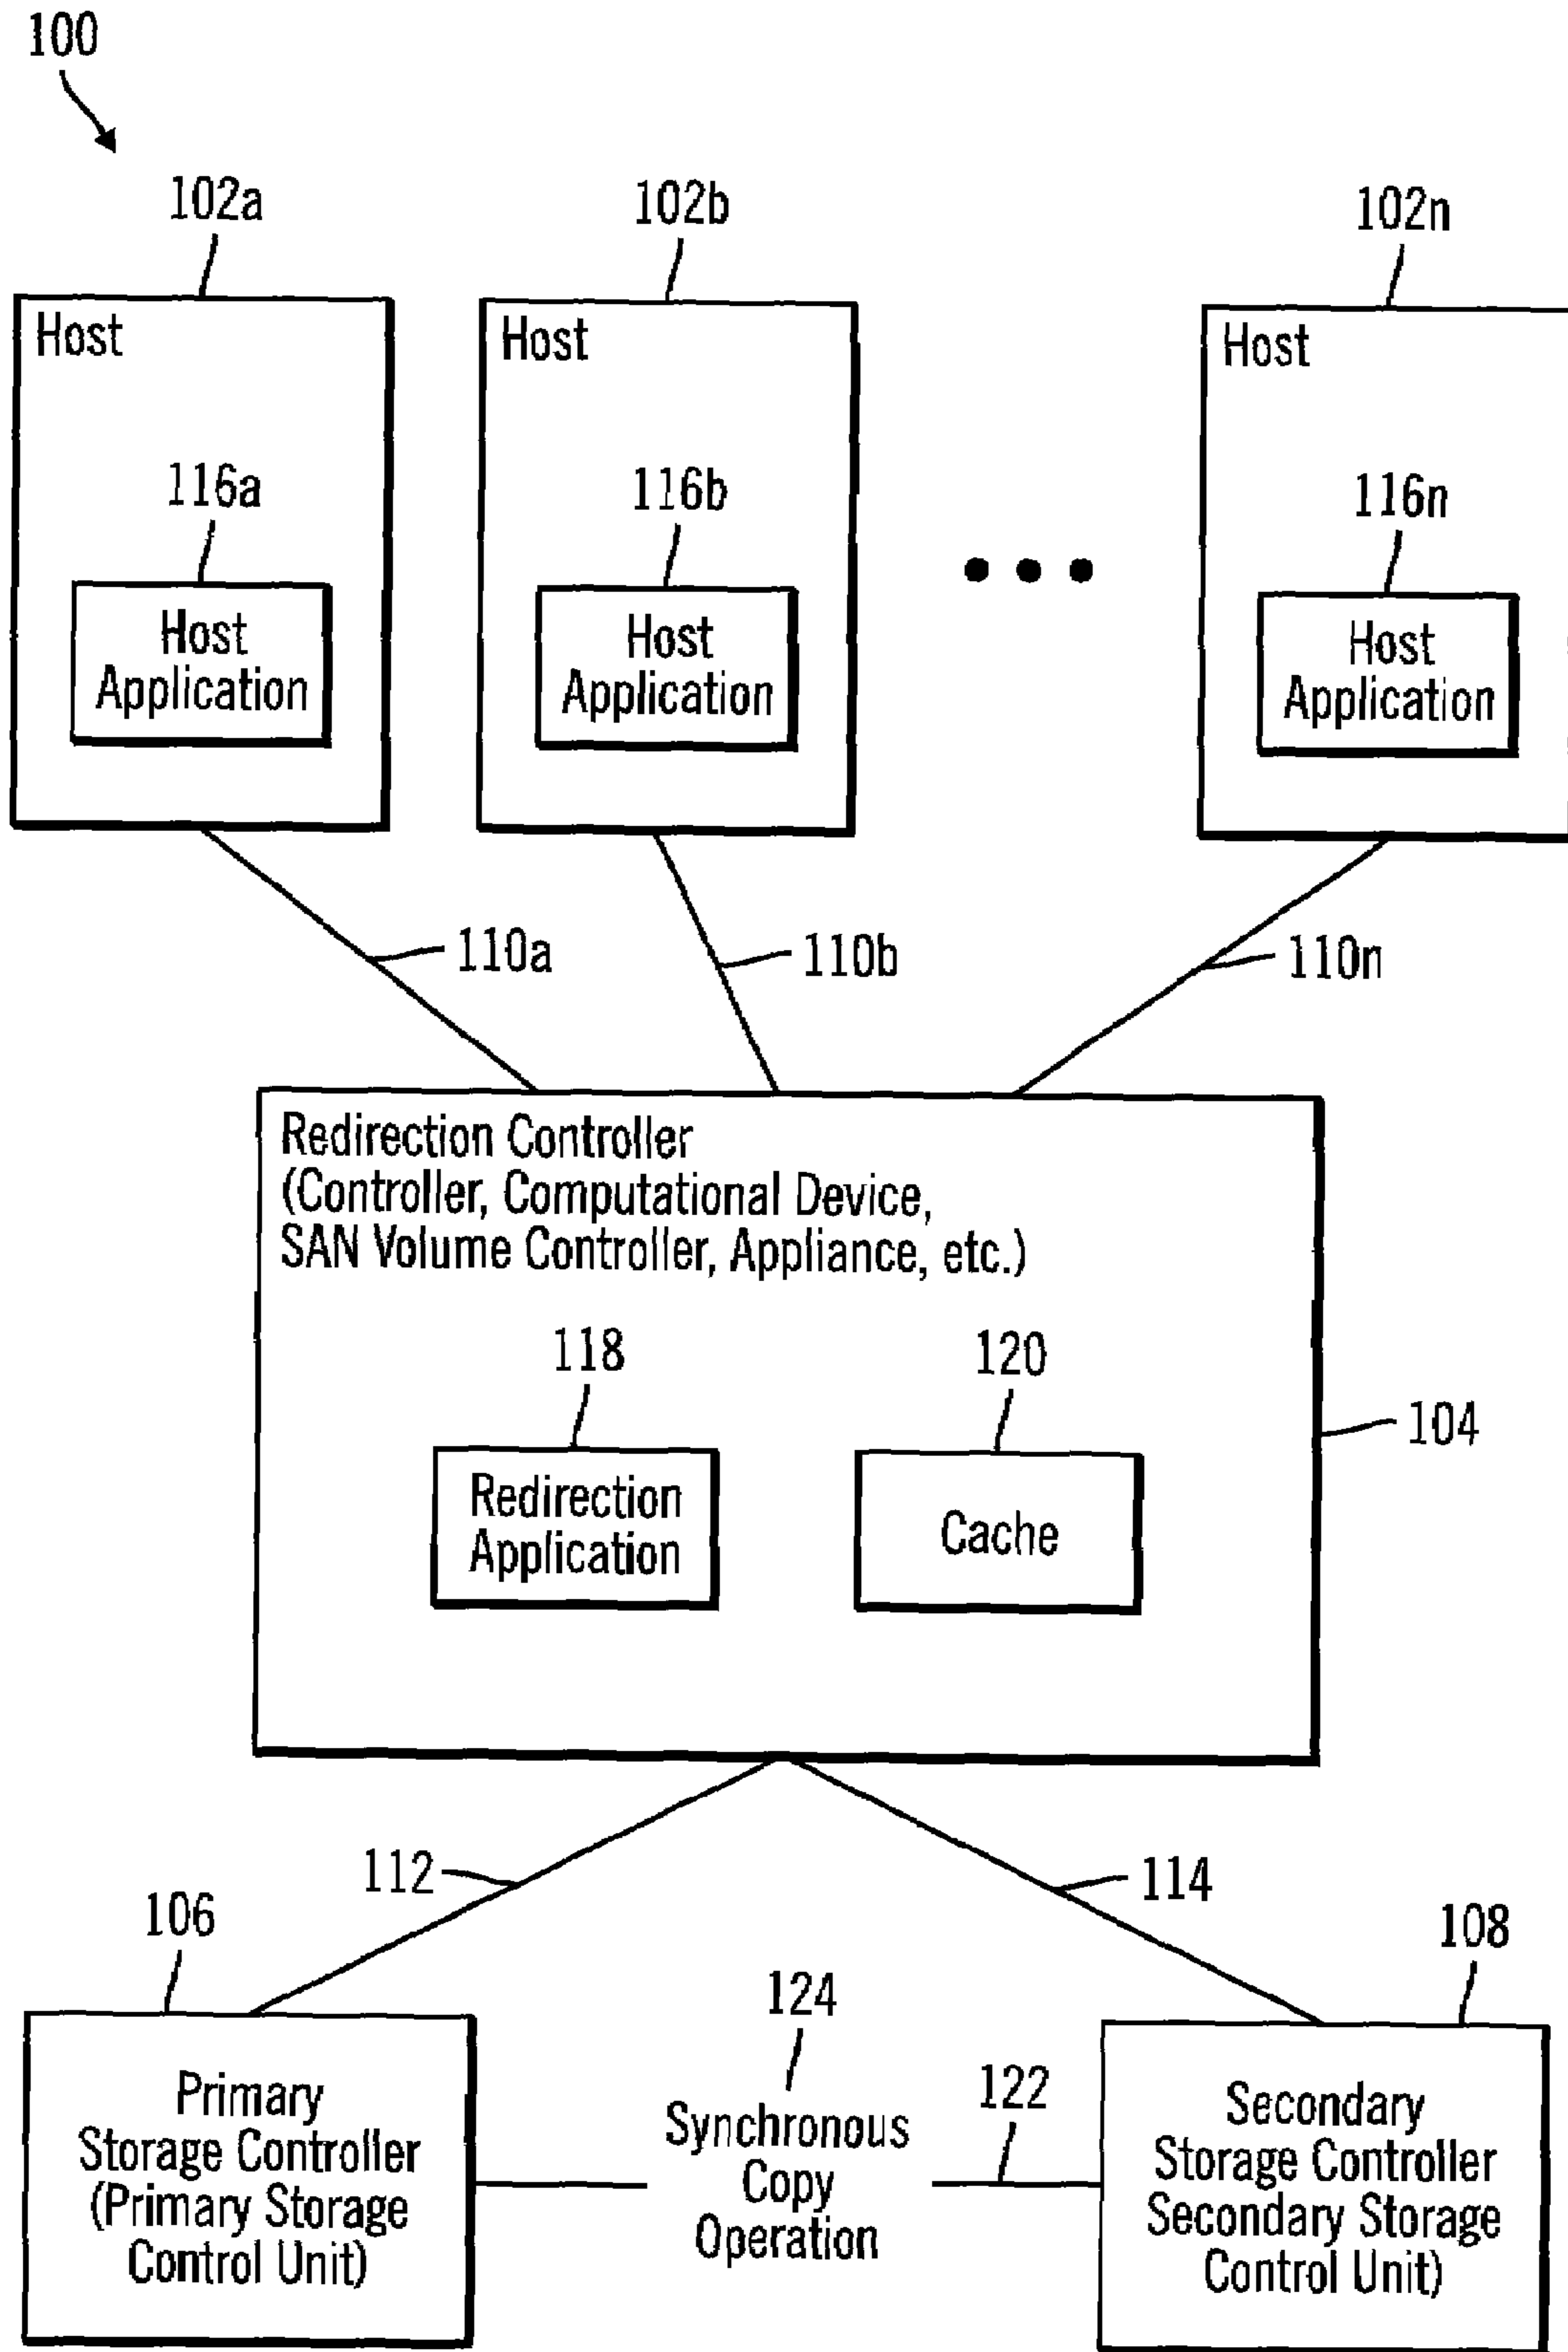 100
102a
102b
102n
Host
Host
Host
116a
116b
116n
Host
Application
Host
Application
Host
Application
110a
110b
110n
Redirection Controller
(Controller, Computational Device,
SAN Volume Controller, Appliance, etc.)
118
120
104
Redirection
Application
Cache
112
114
106
108
124
122
Primary
Storage Controller
(Primary Storage
Control Unit)
Synchronous
Copy
Operation
Secondary
Storage Controller
Secondary Storage
Control Unit)